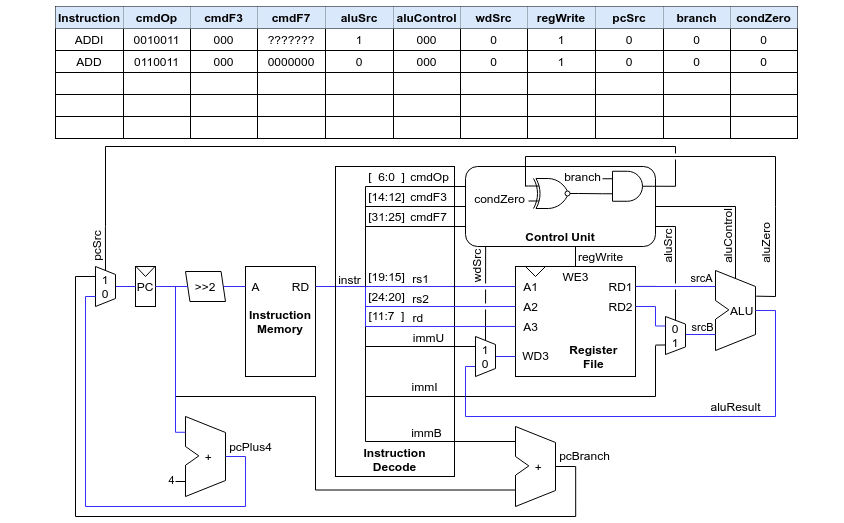 Instruction cmdOp cmdF3 cmdF7 aluSrc aluControl wdSrc regWrite pcSrc branch condZero
ADDI 0010011 000 ??????? 1 000 0 1 0 0 0
ADD 0110011 000 0000000 0 000 0 1 0 0 0
[ 6:0 ] cmdOp
branch
[14:12] cmdF3
condZero
[31:25] cmdF7
Control Unit
pcSrc
wdSrc
regWrite
aluSrc
aluControl
aluZero
1
0
PC
>>2
A RD
Instruction
Memory
instr
[19:15] rs1
[24:20] rs2
[11:7 ] rd
immU
immI
immB
Instruction
Decode
1
0
WE3
A1 RD1
A2 RD2
A3
WD3
Register
File
0
1
srcA
srcB
ALU
aluResult
pcPlus4
+
4
pcBranch
+